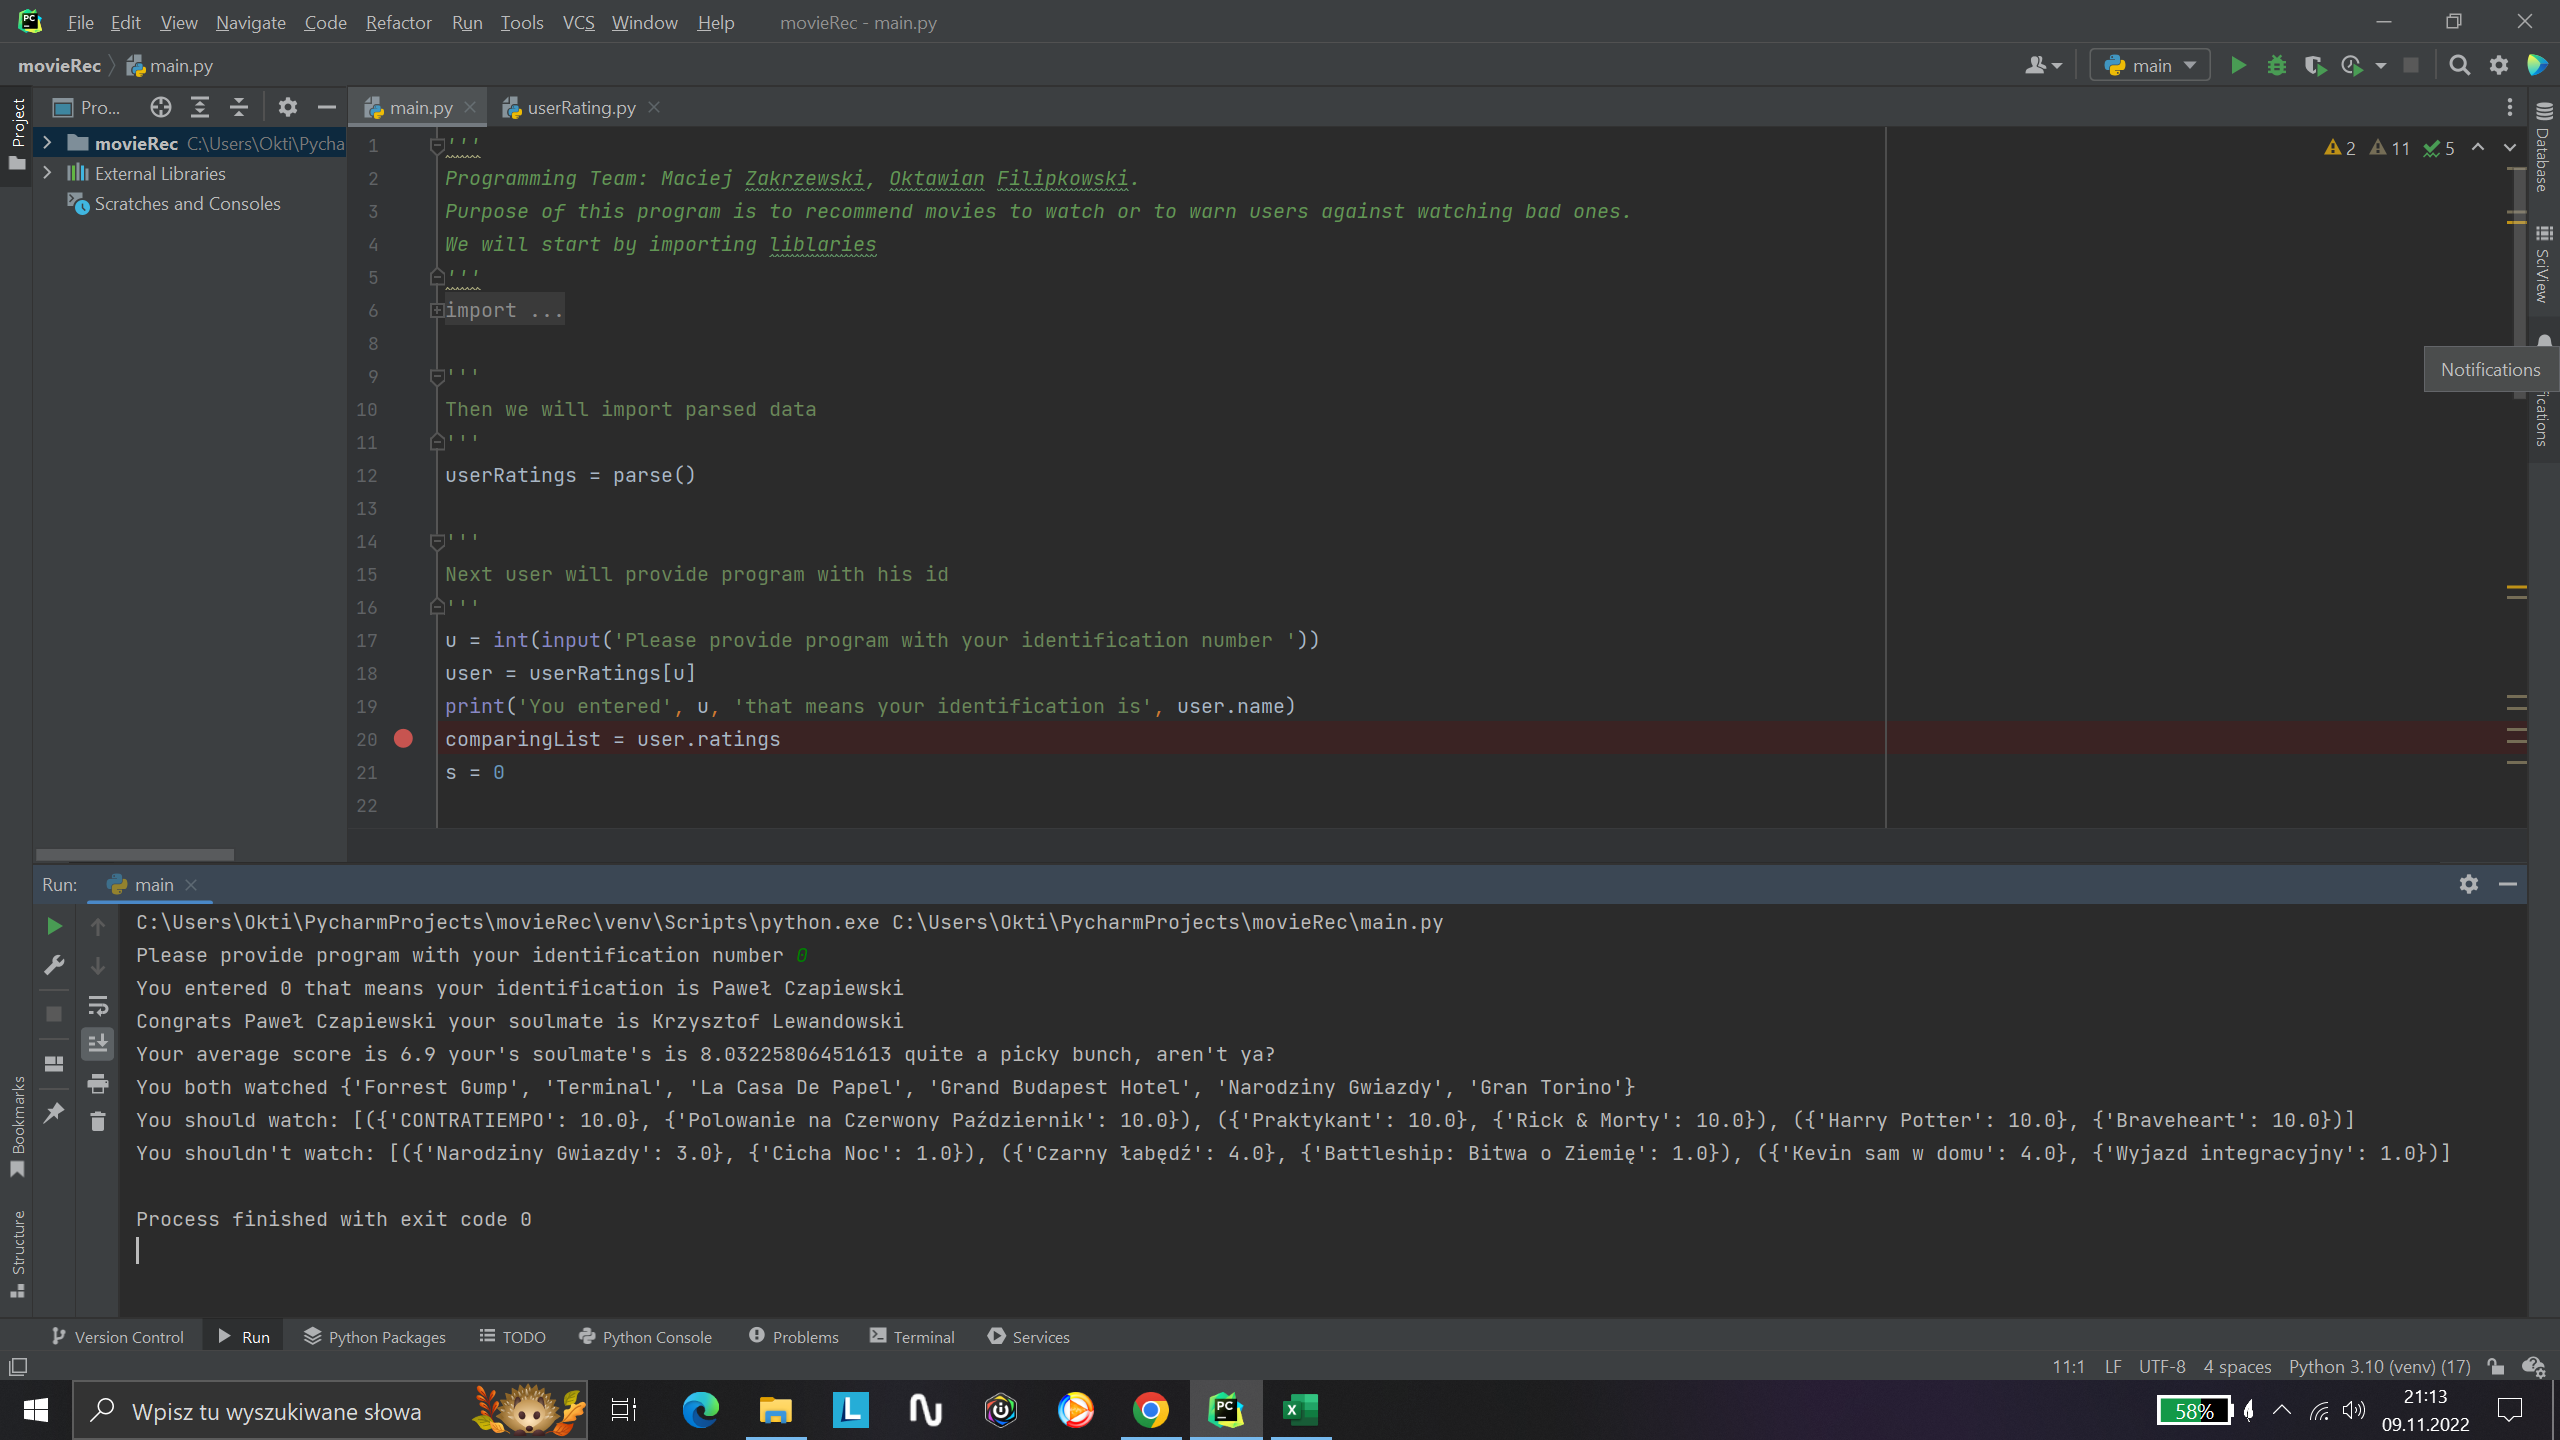 File Edit View Navigate Code Refactor Run Tools VCS Window Help movieRec - main.py
movieRec main.py main
Project
Pro... main.py userRating.py
movieRec C:\Users\Okti\Pycha
External Libraries
Scratches and Consoles
2 11 5
1 '''
2 Programming Team: Maciej Zakrzewski, Oktawian Filipkowski.
3 Purpose of this program is to recommend movies to watch or to warn users against watching bad ones.
4 We will start by importing liblaries
5 '''
6 import ...
8
9 '''
10 Then we will import parsed data
11 '''
12 userRatings = parse()
13
14 '''
15 Next user will provide program with his id
16 '''
17 u = int(input('Please provide program with your identification number '))
18 user = userRatings[u]
19 print('You entered', u, 'that means your identification is', user.name)
20 comparingList = user.ratings
21 s = 0
22
Database
SciView
Notifications
ications
Run: main
C:\Users\Okti\PycharmProjects\movieRec\venv\Scripts\python.exe C:\Users\Okti\PycharmProjects\movieRec\main.py
Please provide program with your identification number 0
You entered 0 that means your identification is Paweł Czapiewski
Congrats Paweł Czapiewski your soulmate is Krzysztof Lewandowski
Your average score is 6.9 your's soulmate's is 8.03225806451613 quite a picky bunch, aren't ya?
You both watched {'Forrest Gump', 'Terminal', 'La Casa De Papel', 'Grand Budapest Hotel', 'Narodziny Gwiazdy', 'Gran Torino'}
You should watch: [({'CONTRATIEMPO': 10.0}, {'Polowanie na Czerwony Październik': 10.0}), ({'Praktykant': 10.0}, {'Rick & Morty': 10.0}), ({'Harry Potter': 10.0}, {'Braveheart': 10.0})]
You shouldn't watch: [({'Narodziny Gwiazdy': 3.0}, {'Cicha Noc': 1.0}), ({'Czarny łabędź': 4.0}, {'Battleship: Bitwa o Ziemię': 1.0}), ({'Kevin sam w domu': 4.0}, {'Wyjazd integracyjny': 1.0})]
Process finished with exit code 0
Bookmarks
Structure
Version Control Run Python Packages TODO Python Console Problems Terminal Services
11:1 LF UTF-8 4 spaces Python 3.10 (venv) (17)
Wpisz tu wyszukiwane słowa L PC X 58% 21:13
09.11.2022